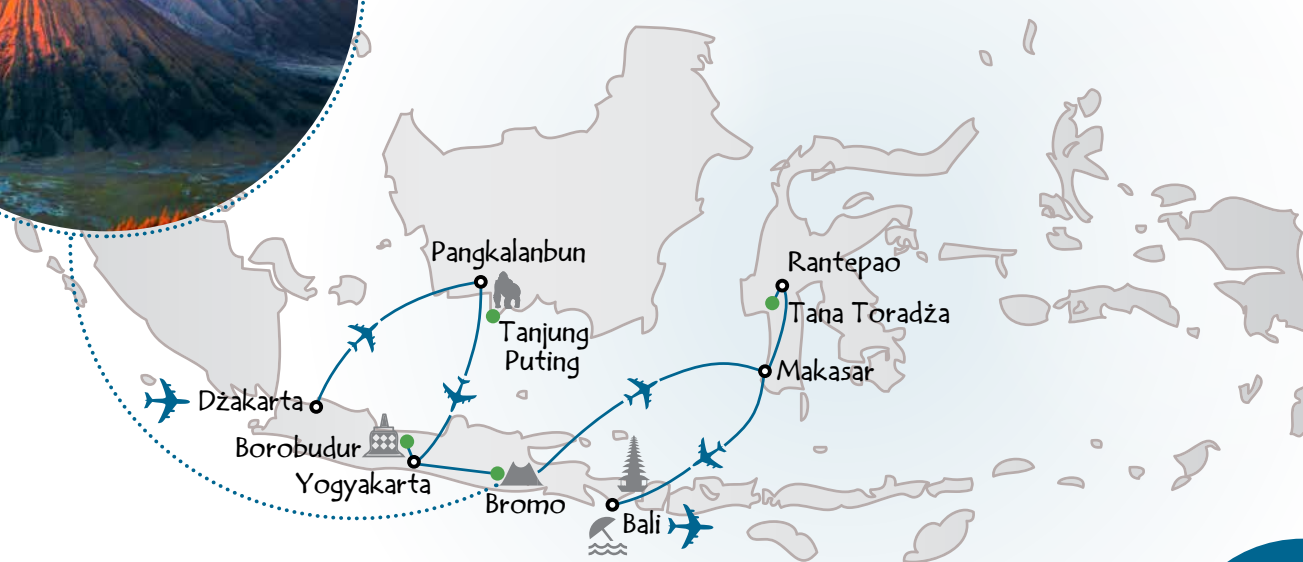 Pangkalanbun
Rantepao
Tana Toradża
Tanjung
Puting
Makasar
Dżakarta
Borobudur
Yogyakarta
Bromo
Bali